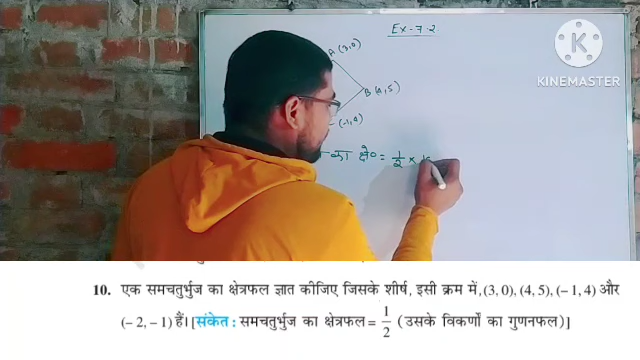 Ex-7.2
A (3,0)
B (4,5)
(-1,4)
का क्षे० = 1/2 ×
KINEMASTER
10. एक समचतुर्भुज का क्षेत्रफल ज्ञात कीजिए जिसके शीर्ष, इसी क्रम में, (3, 0), (4, 5), (– 1, 4) और
(– 2, – 1) हैं। [संकेत : समचतुर्भुज का क्षेत्रफल = 1/2 (उसके विकर्णों का गुणनफल)]